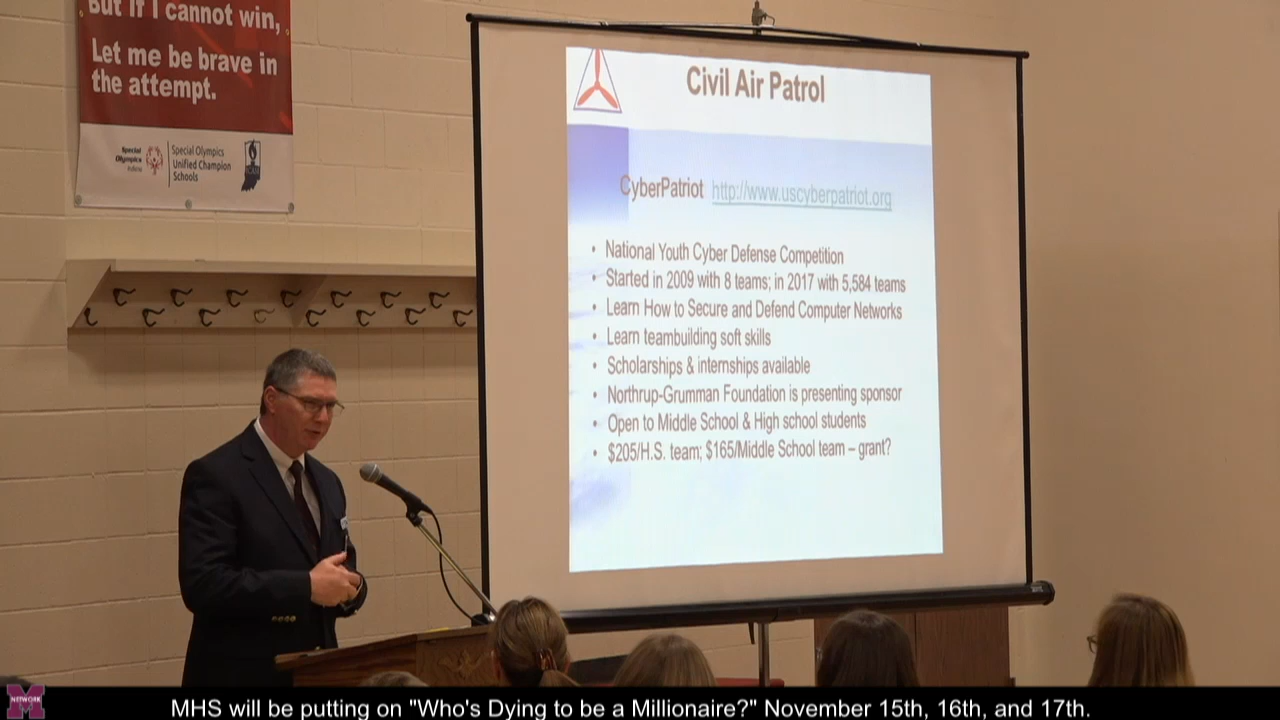 But if I cannot win,
Let me be brave in
the attempt.
Special
Olympics
Indiana
Special Olympics
Unified Champion
Schools
Civil Air Patrol
CyberPatriot http://www.uscyberpatriot.org
• National Youth Cyber Defense Competition
• Started in 2009 with 8 teams; in 2017 with 5,584 teams
• Learn How to Secure and Defend Computer Networks
• Learn teambuilding soft skills
• Scholarships & internships available
• Northrup-Grumman Foundation is presenting sponsor
• Open to Middle School & High school students
• $205/H.S. team; $165/Middle School team – grant?
M
NETWORK
MHS will be putting on "Who's Dying to be a Millionaire?" November 15th, 16th, and 17th.